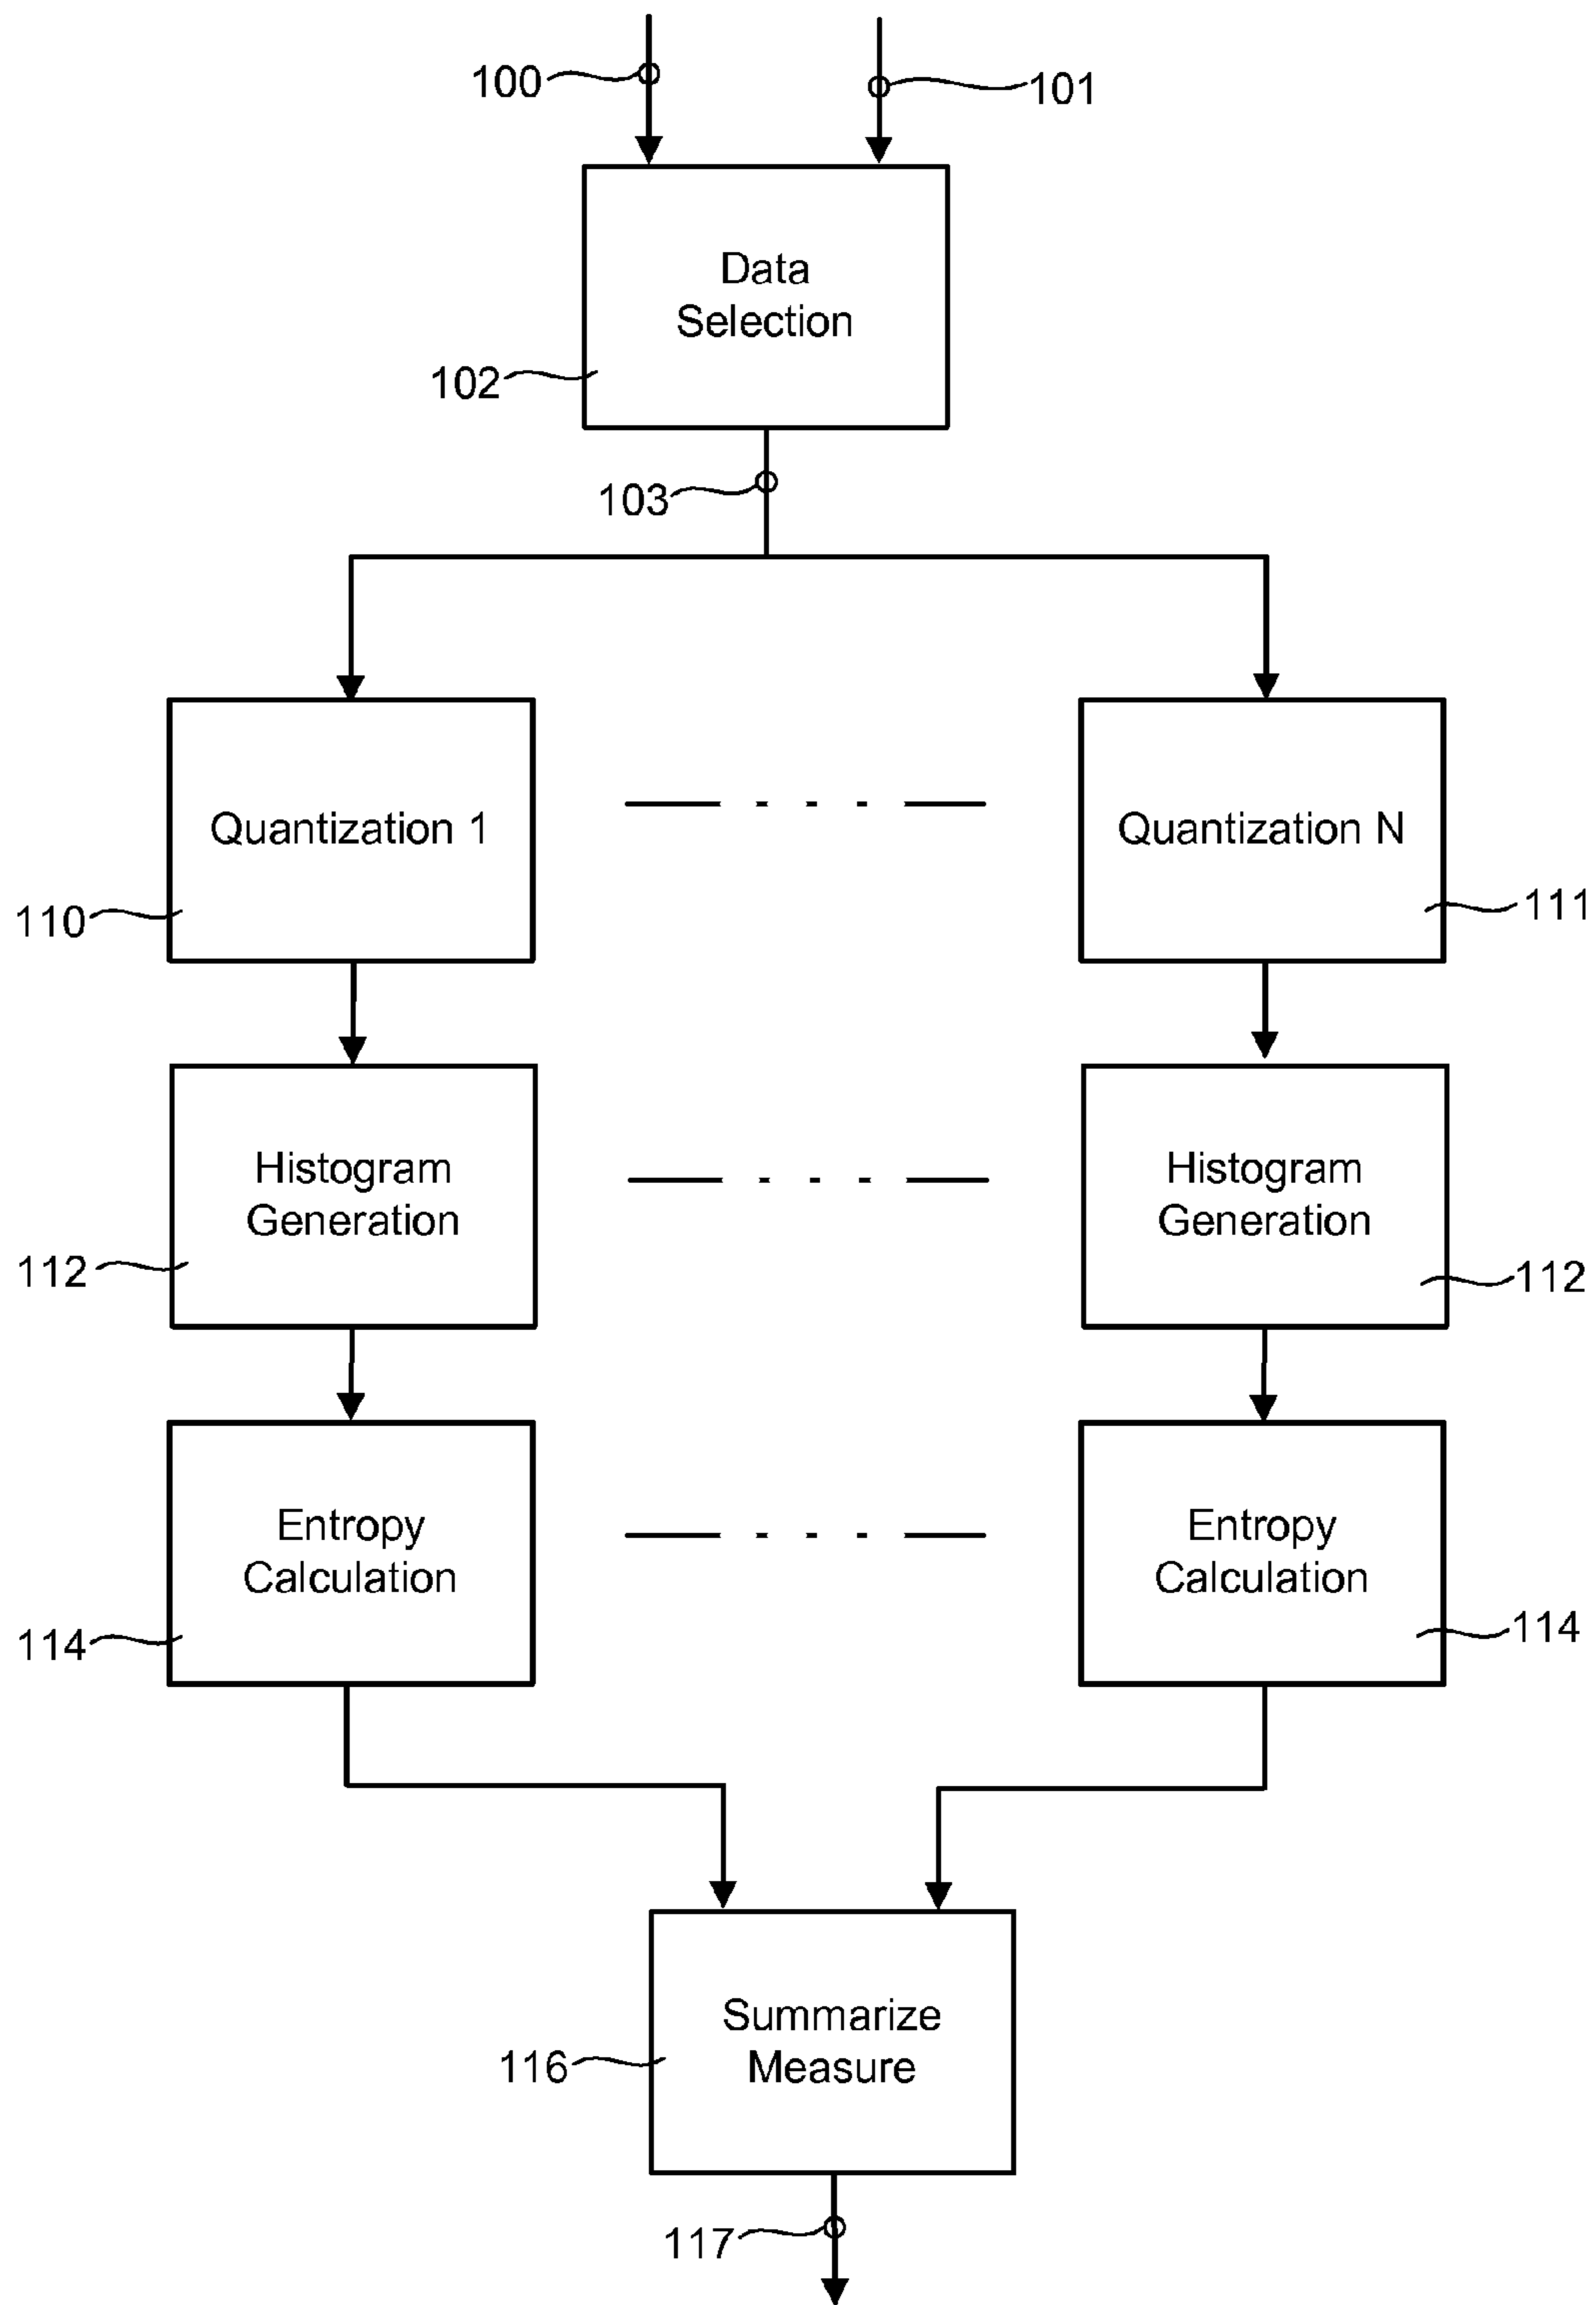 100
101
Data
Selection
102
103
Quantization 1
Quantization N
110
111
Histogram
Generation
Histogram
Generation
112
112
Entropy
Calculation
Entropy
Calculation
114
114
Summarize
Measure
116
117